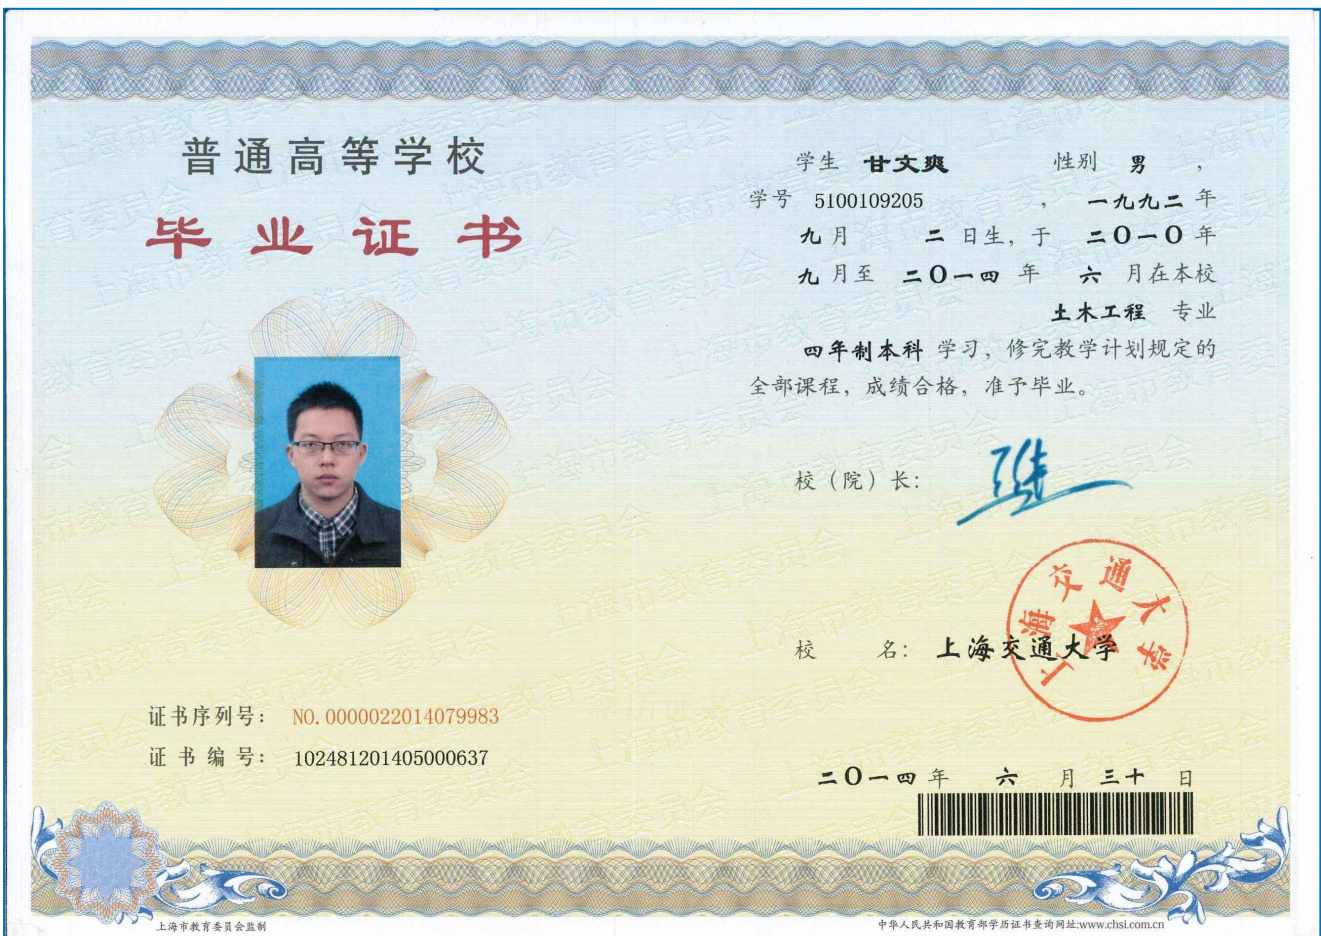 普通高等学校
毕业证书
证书序列号： NO. 0000022014079983
证书编号： 102481201405000637
上海市教育委员会监制
学生 甘文爽 性别 男 ，
学号 5100109205 ， 一九九二 年
九 月 二 日生，于 二〇一〇 年
九 月至 二〇一四 年 六 月在本校
土木工程 专业
四年制本科 学习，修完教学计划规定的
全部课程，成绩合格，准予毕业。
校（院）长：
校 名： 上海交通大学
上海交通大学
二〇一四 年 六 月 三十 日
中华人民共和国教育部学历证书查询网址:www.chsi.com.cn